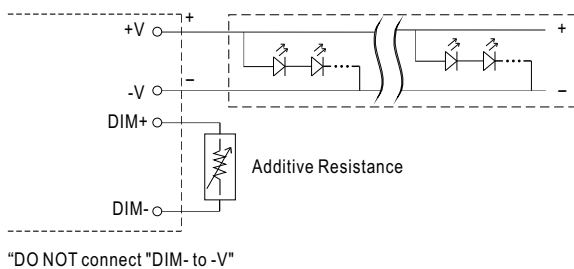 +
+V
+
-V
−
−
DIM+
Additive Resistance
DIM-
“DO NOT connect "DIM- to -V"